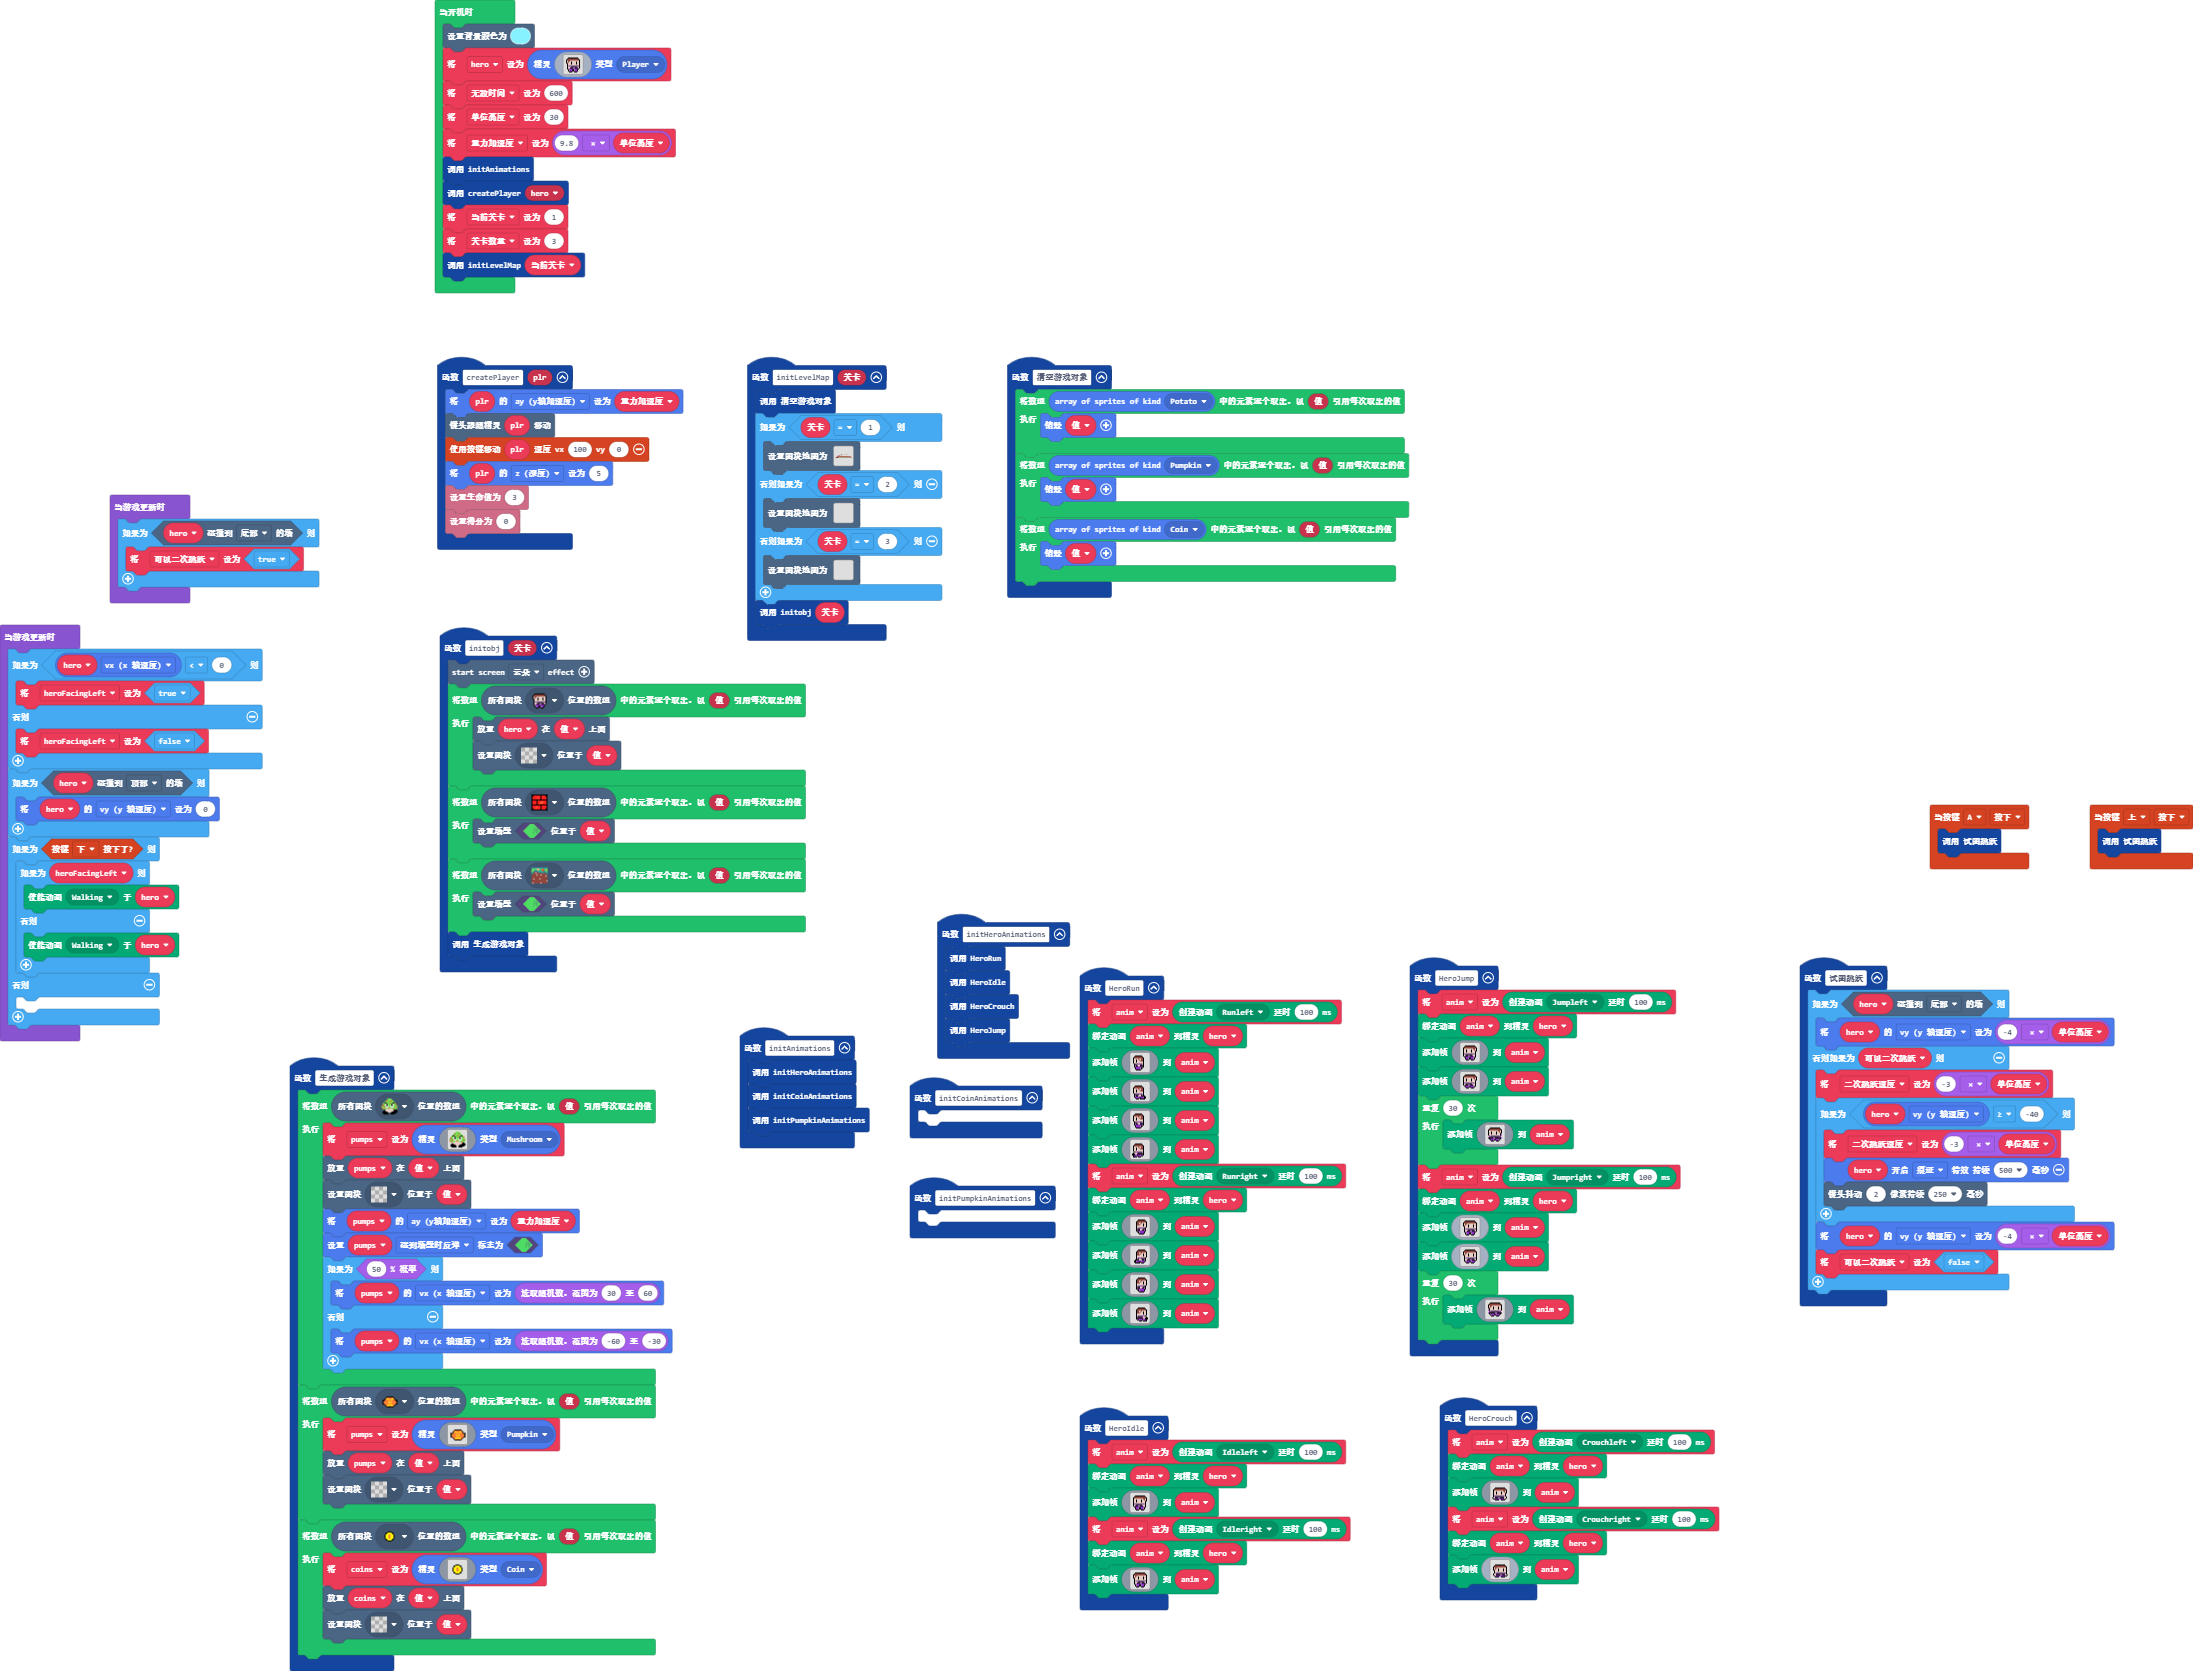 当开机时
设置背景颜色为
将 hero 设为 精灵 类型 Player
将 无敌时间 设为 600
将 单位高度 设为 30
将 重力加速度 设为 9.8 × 单位高度
调用 initAnimations
调用 createPlayer hero
将 当前关卡 设为 1
将 关卡数量 设为 3
调用 initLevelMap 当前关卡
函数 createPlayer plr
将 plr 的 ay (y轴加速度) 设为 重力加速度
镜头跟随精灵 plr 移动
使用按键移动 plr 速度 vx 100 vy 0
将 plr 的 z (深度) 设为 5
设置生命值为 3
设置得分为 0
函数 initLevelMap 关卡
调用 清空游戏对象
如果为 关卡 = 1 则
设置图块地图为
否则如果为 关卡 = 2 则
设置图块地图为
否则如果为 关卡 = 3 则
设置图块地图为
调用 initobj 关卡
函数 清空游戏对象
将数组 array of sprites of kind Potato 中的元素逐个取出，以 值 引用每次取出的值
执行 销毁 值
将数组 array of sprites of kind Pumpkin 中的元素逐个取出，以 值 引用每次取出的值
执行 销毁 值
将数组 array of sprites of kind Coin 中的元素逐个取出，以 值 引用每次取出的值
执行 销毁 值
当游戏更新时
如果为 hero 碰撞到 底部 的墙 则
将 可以二次跳跃 设为 true
当游戏更新时
如果为 hero vx (x 轴速度) < 0 则
将 heroFacingLeft 设为 true
否则
将 heroFacingLeft 设为 false
如果为 hero 碰撞到 顶部 的墙 则
将 hero 的 vy (y 轴速度) 设为 0
如果为 按键 下 按下了? 则
如果为 heroFacingLeft 则
使能动画 Walking 于 hero
否则
使能动画 Walking 于 hero
否则
函数 initobj 关卡
start screen 云朵 effect
将数组 所有图块 位置的数组 中的元素逐个取出，以 值 引用每次取出的值
执行 放置 hero 在 值 上面
设置图块 位置于 值
将数组 所有图块 位置的数组 中的元素逐个取出，以 值 引用每次取出的值
执行 设置墙壁 位置于 值
将数组 所有图块 位置的数组 中的元素逐个取出，以 值 引用每次取出的值
执行 设置墙壁 位置于 值
调用 生成游戏对象
函数 生成游戏对象
将数组 所有图块 位置的数组 中的元素逐个取出，以 值 引用每次取出的值
执行 将 pumps 设为 精灵 类型 Mushroom
放置 pumps 在 值 上面
设置图块 位置于 值
将 pumps 的 ay (y轴加速度) 设为 重力加速度
设置 pumps 碰到墙壁时反弹 标志为
如果为 50 % 概率 则
将 pumps 的 vx (x 轴速度) 设为 选取随机数，范围为 30 至 60
否则
将 pumps 的 vx (x 轴速度) 设为 选取随机数，范围为 -60 至 -30
将数组 所有图块 位置的数组 中的元素逐个取出，以 值 引用每次取出的值
执行 将 pumps 设为 精灵 类型 Pumpkin
放置 pumps 在 值 上面
设置图块 位置于 值
将数组 所有图块 位置的数组 中的元素逐个取出，以 值 引用每次取出的值
执行 将 coins 设为 精灵 类型 Coin
放置 coins 在 值 上面
设置图块 位置于 值
函数 initAnimations
调用 initHeroAnimations
调用 initCoinAnimations
调用 initPumpkinAnimations
函数 initHeroAnimations
调用 HeroRun
调用 HeroIdle
调用 HeroCrouch
调用 HeroJump
函数 initCoinAnimations
函数 initPumpkinAnimations
函数 HeroRun
将 anim 设为 创建动画 Runleft 延时 100 ms
绑定动画 anim 到精灵 hero
添加帧 到 anim
添加帧 到 anim
添加帧 到 anim
添加帧 到 anim
将 anim 设为 创建动画 Runright 延时 100 ms
绑定动画 anim 到精灵 hero
添加帧 到 anim
添加帧 到 anim
添加帧 到 anim
添加帧 到 anim
函数 HeroIdle
将 anim 设为 创建动画 Idleleft 延时 100 ms
绑定动画 anim 到精灵 hero
添加帧 到 anim
将 anim 设为 创建动画 Idleright 延时 100 ms
绑定动画 anim 到精灵 hero
添加帧 到 anim
函数 HeroJump
将 anim 设为 创建动画 Jumpleft 延时 100 ms
绑定动画 anim 到精灵 hero
添加帧 到 anim
添加帧 到 anim
重复 30 次
执行 添加帧 到 anim
将 anim 设为 创建动画 Jumpright 延时 100 ms
绑定动画 anim 到精灵 hero
添加帧 到 anim
添加帧 到 anim
重复 30 次
执行 添加帧 到 anim
函数 HeroCrouch
将 anim 设为 创建动画 Crouchleft 延时 100 ms
绑定动画 anim 到精灵 hero
添加帧 到 anim
将 anim 设为 创建动画 Crouchright 延时 100 ms
绑定动画 anim 到精灵 hero
添加帧 到 anim
当按键 A 按下
调用 试图跳跃
当按键 上 按下
调用 试图跳跃
函数 试图跳跃
如果为 hero 碰撞到 底部 的墙 则
将 hero 的 vy (y 轴速度) 设为 -4 × 单位高度
否则如果为 可以二次跳跃 则
将 二次跳跃速度 设为 -3 × 单位高度
如果为 hero vy (y 轴速度) ≥ -40 则
将 二次跳跃速度 设为 -3 × 单位高度
hero 开启 特效 持续 500 毫秒
镜头抖动 2 像素持续 250 毫秒
将 hero 的 vy (y 轴速度) 设为 -4 × 单位高度
将 可以二次跳跃 设为 false